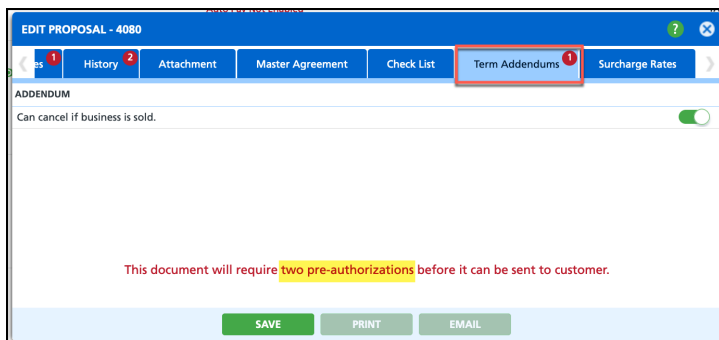 EDIT PROPOSAL - 4080
?
es 1 History 2 Attachment Master Agreement Check List Term Addendums 1 Surcharge Rates
ADDENDUM
Can cancel if business is sold.
This document will require two pre-authorizations before it can be sent to customer.
SAVE PRINT EMAIL